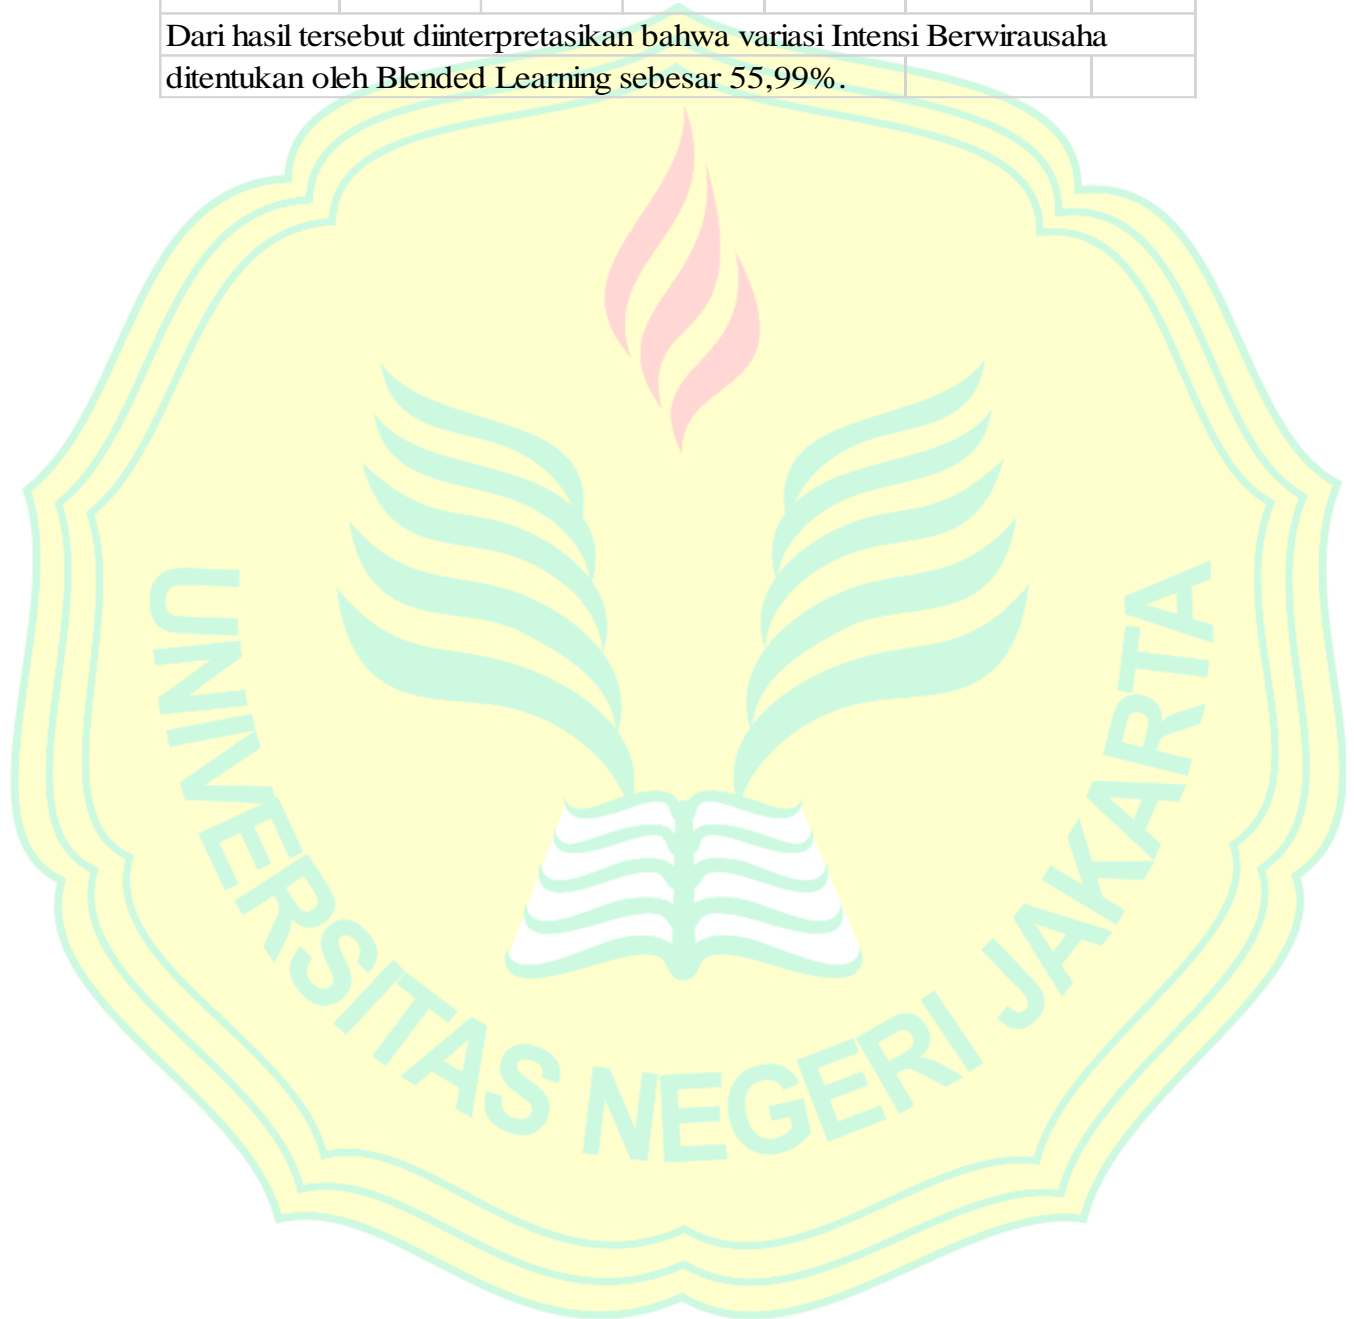 Dari hasil tersebut diinterpretasikan bahwa variasi Intensi Berwirausaha
ditentukan oleh Blended Learning sebesar 55,99%.
UNIVERSITAS NEGERI JAKARTA